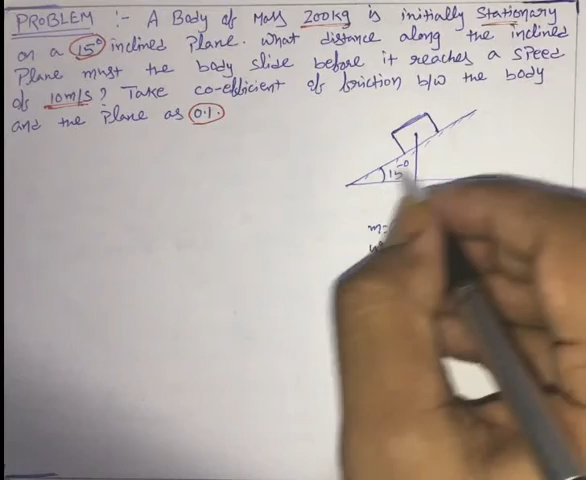 PROBLEM :- A Body of Mass 200kg is initially Stationary
on a 15° inclined Plane. What distance along the inclined
Plane must the body slide before it reaches a speed
of 10m/s? Take co-efficient of friction b/w the body
and the Plane as 0.1.
15°
m=